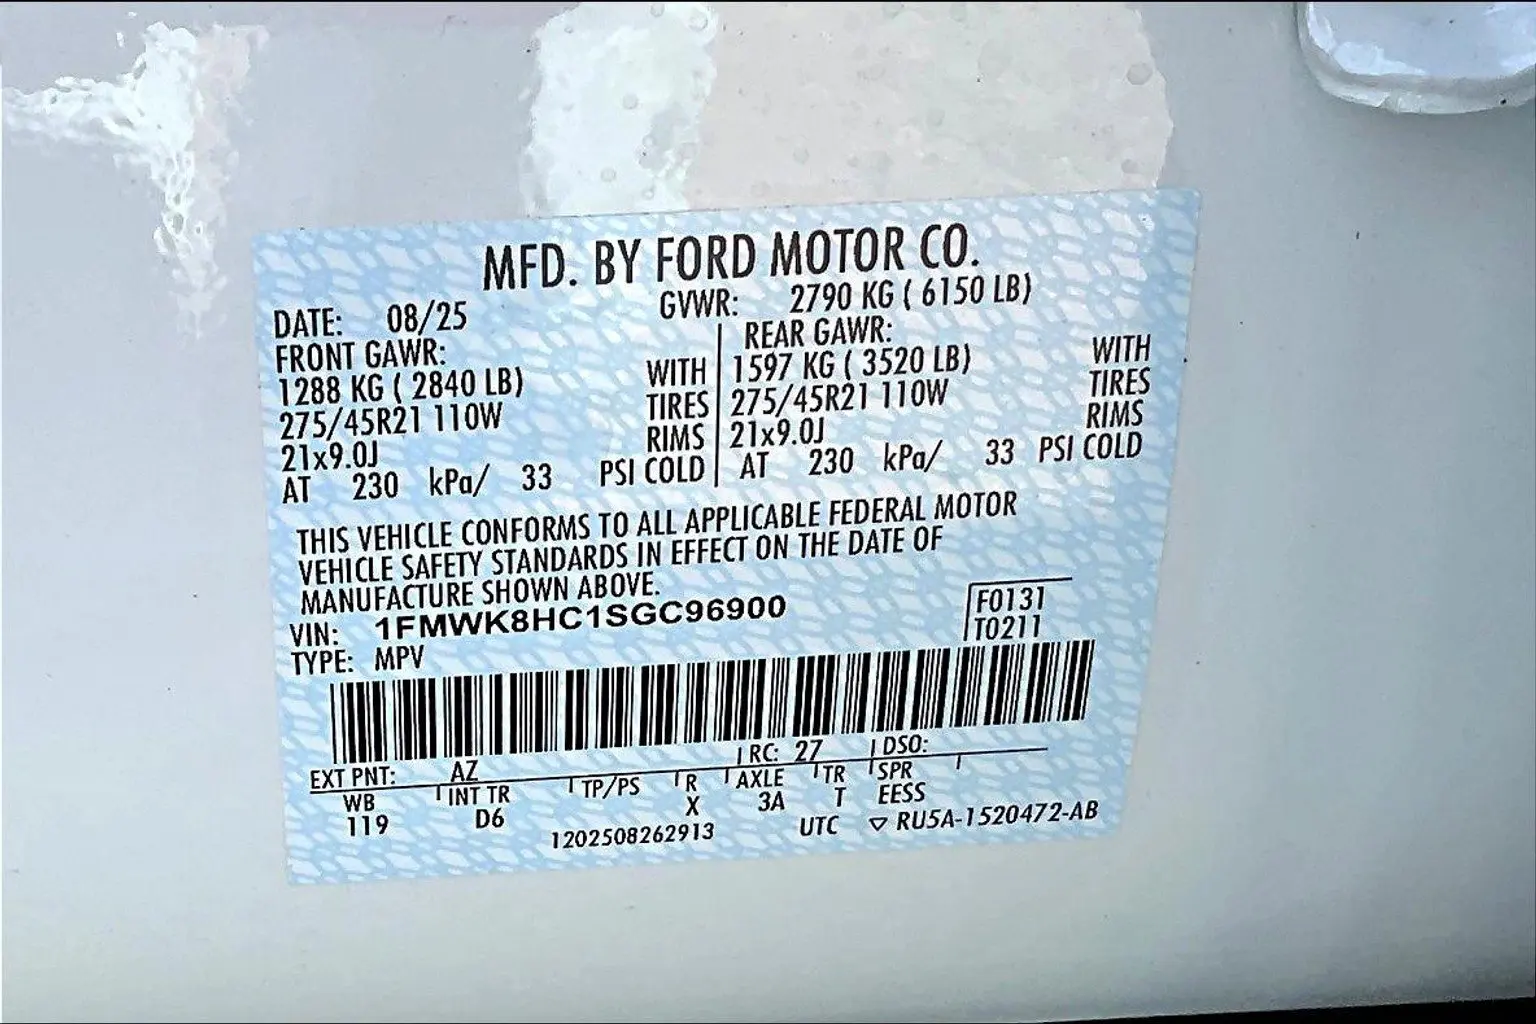 MFD. BY FORD MOTOR CO.
DATE: 08/25 GVWR: 2790 KG ( 6150 LB)
FRONT GAWR: REAR GAWR:
1288 KG ( 2840 LB) WITH 1597 KG ( 3520 LB) WITH
275/45R21 110W TIRES 275/45R21 110W TIRES
21x9.0J RIMS 21x9.0J RIMS
AT 230 kPa/ 33 PSI COLD AT 230 kPa/ 33 PSI COLD
THIS VEHICLE CONFORMS TO ALL APPLICABLE FEDERAL MOTOR
VEHICLE SAFETY STANDARDS IN EFFECT ON THE DATE OF
MANUFACTURE SHOWN ABOVE.
VIN: 1FMWK8HC1SGC96900 F0131
TYPE: MPV T0211
EXT PNT: AZ RC: 27 DSO:
WB INT TR TP/PS R AXLE TR SPR
119 D6 X 3A T EESS
1202508262913 UTC ▽ RU5A-1520472-AB